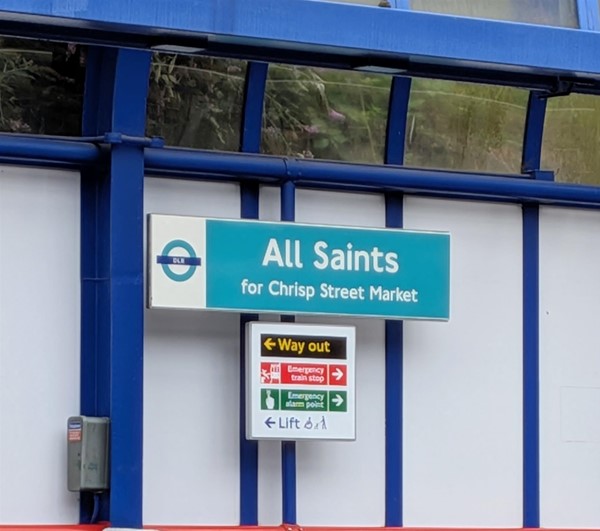 DLR
All Saints
for Chrisp Street Market
← Way out
Emergency
train stop →
Emergency
alarm point →
← Lift